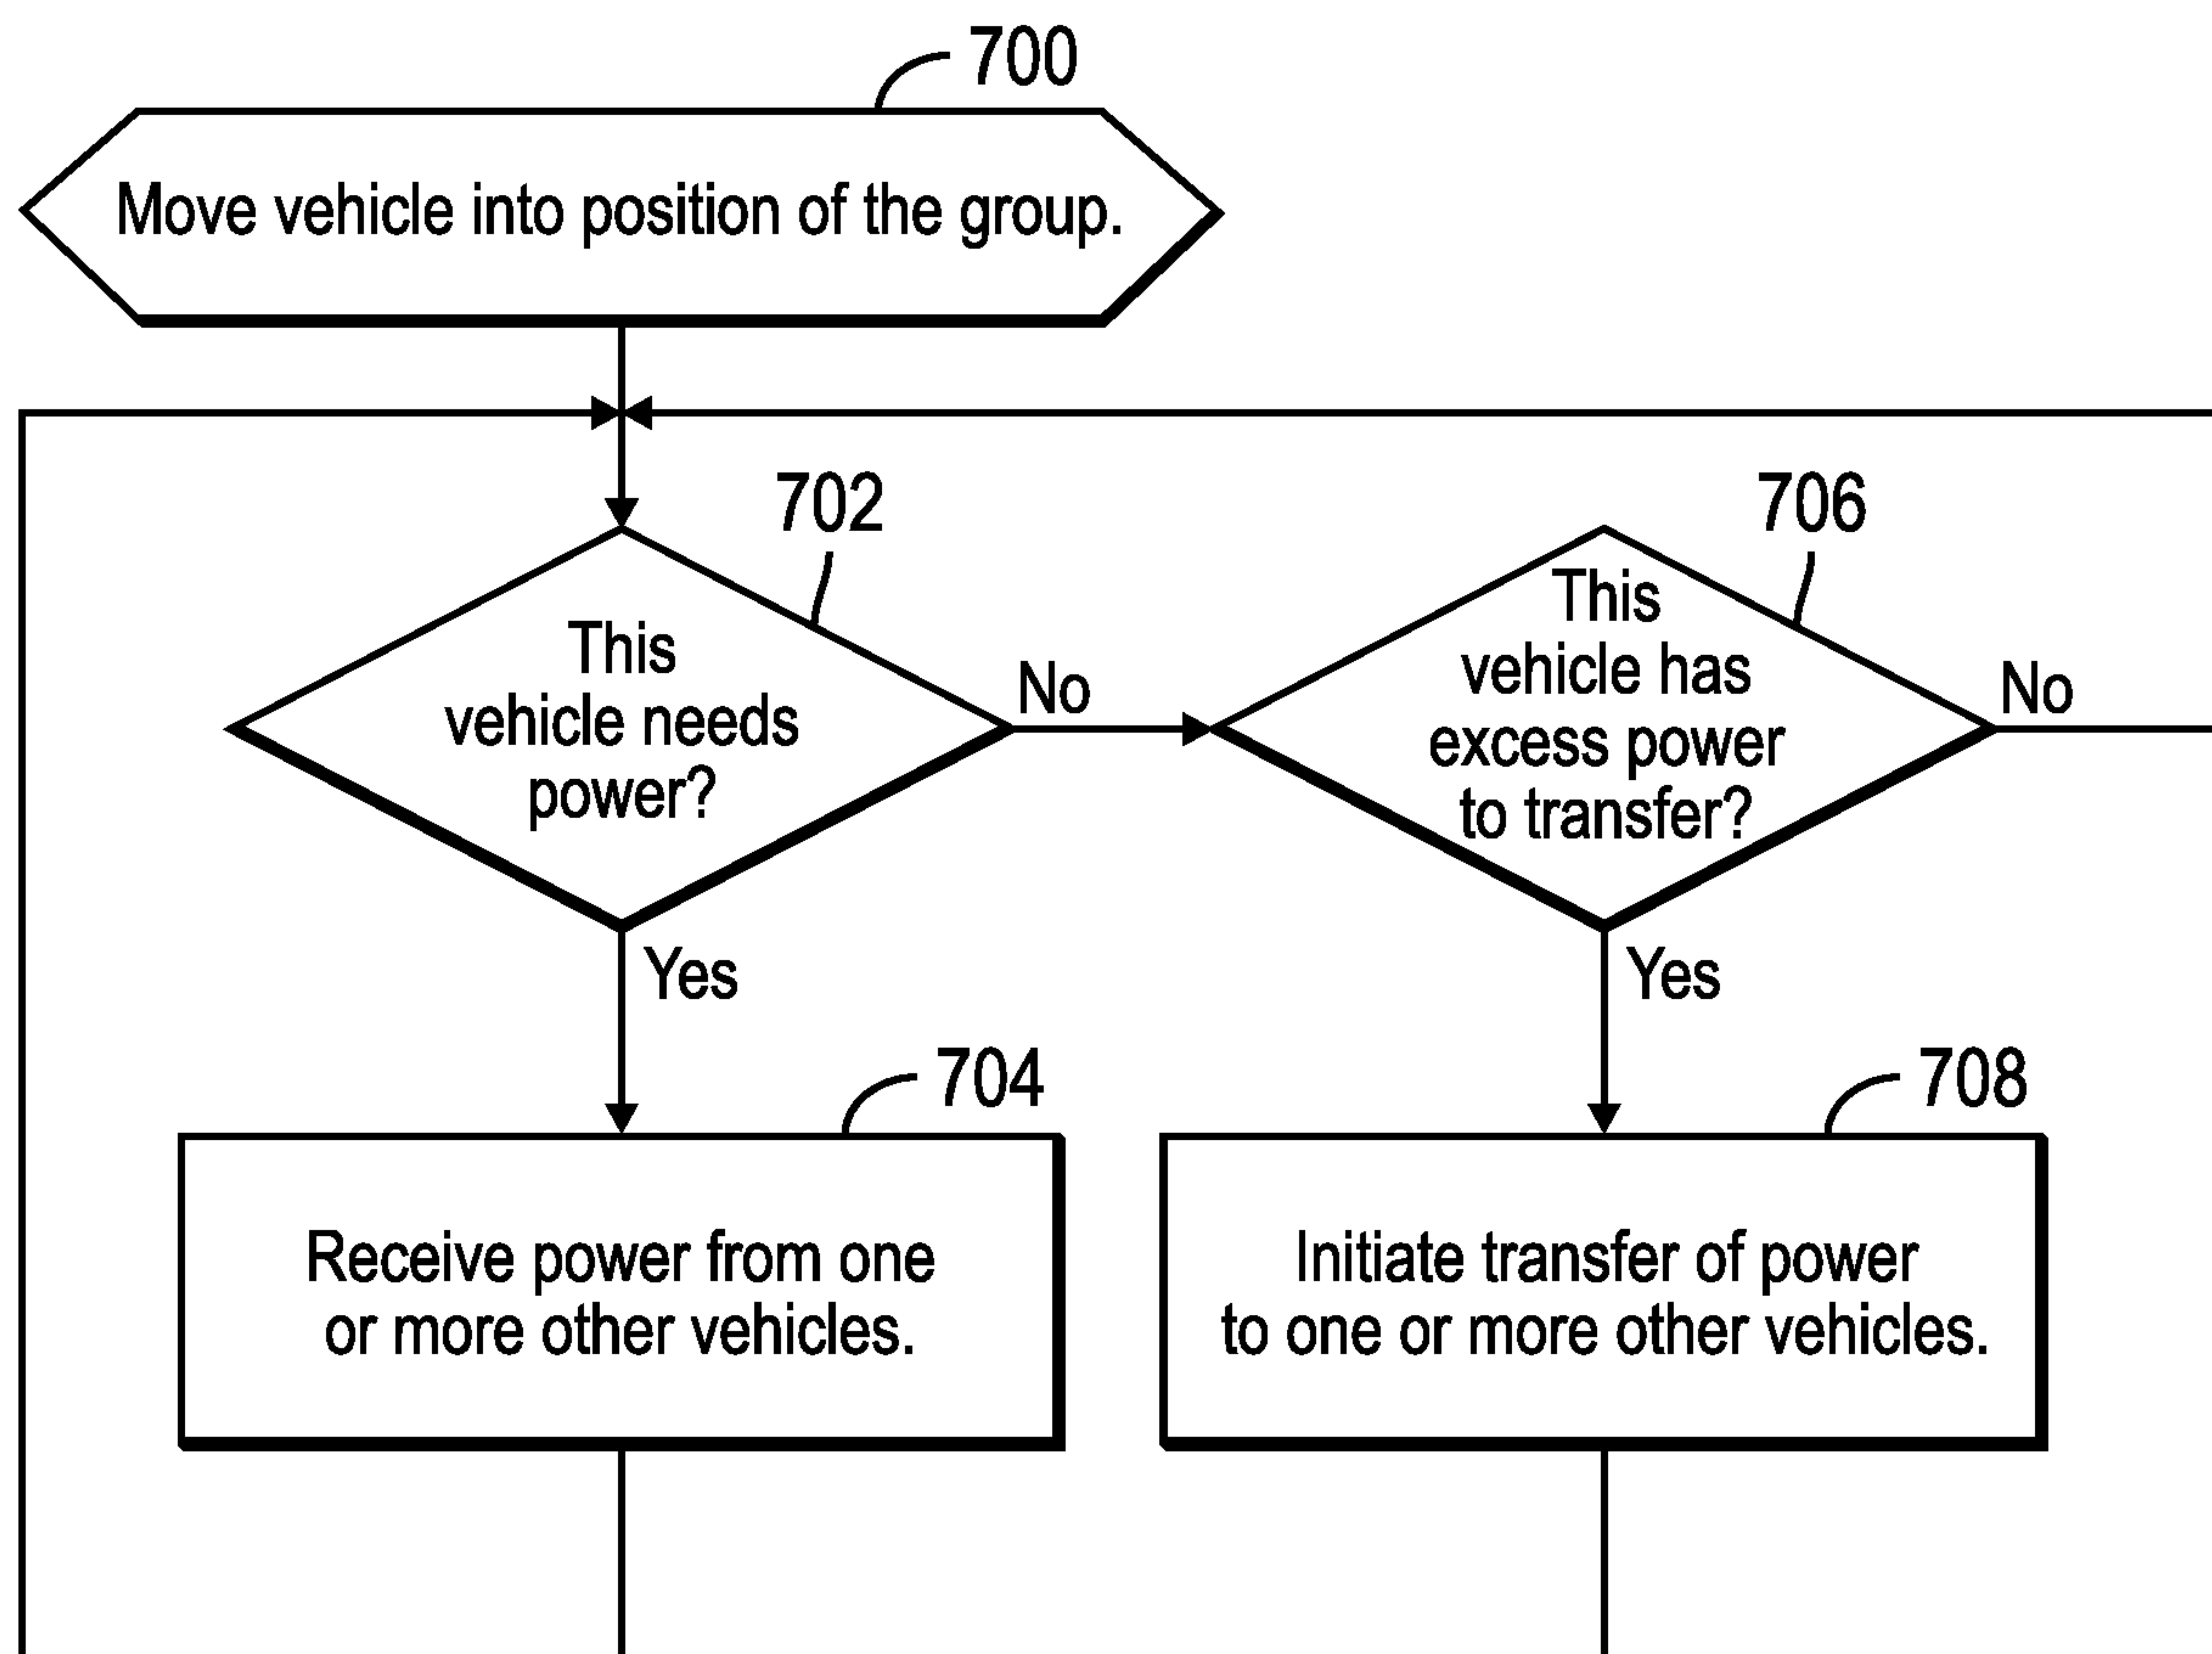 700
Move vehicle into position of the group.
702
This
vehicle needs
power?
No
706
This
vehicle has
excess power
to transfer?
No
Yes
Yes
704
Receive power from one
or more other vehicles.
708
Initiate transfer of power
to one or more other vehicles.